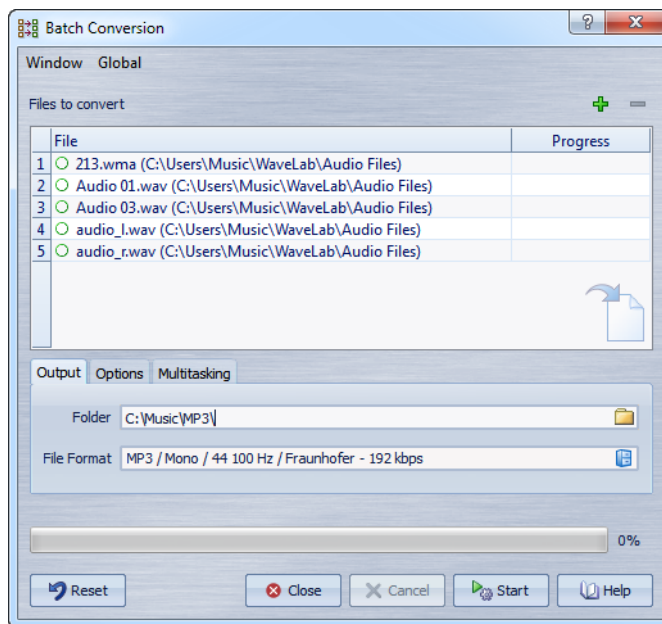 Batch Conversion
Window Global
Files to convert
File Progress
1 213.wma (C:\Users\Music\WaveLab\Audio Files)
2 Audio 01.wav (C:\Users\Music\WaveLab\Audio Files)
3 Audio 03.wav (C:\Users\Music\WaveLab\Audio Files)
4 audio_l.wav (C:\Users\Music\WaveLab\Audio Files)
5 audio_r.wav (C:\Users\Music\WaveLab\Audio Files)
Output Options Multitasking
Folder C:\Music\MP3\
File Format MP3 / Mono / 44 100 Hz / Fraunhofer - 192 kbps
0%
Reset Close Cancel Start Help